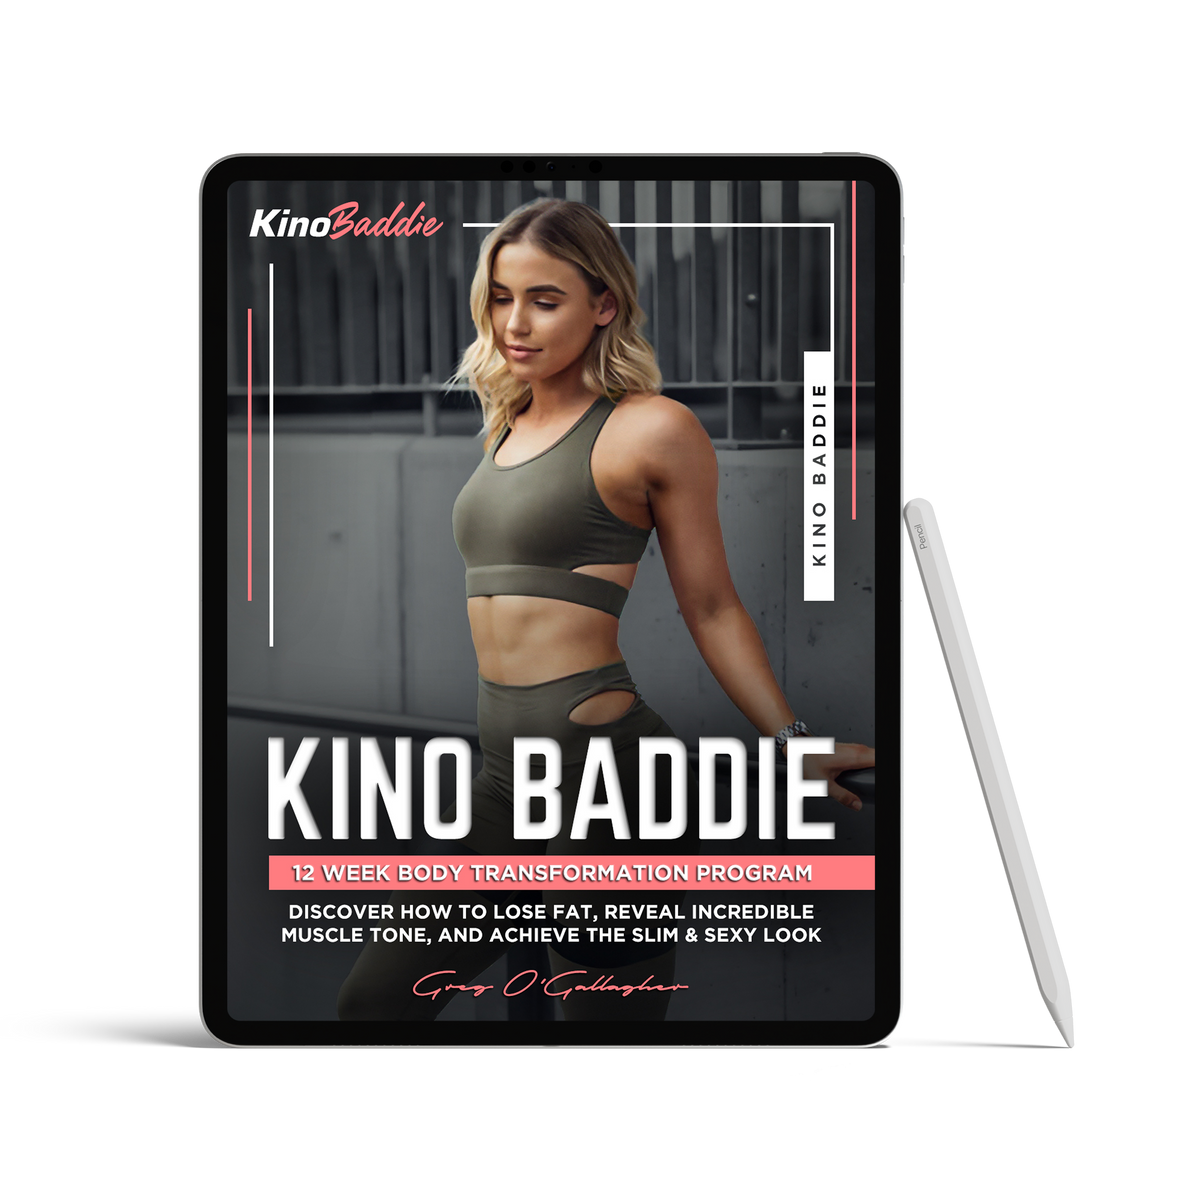 KinoBaddie
KINO BADDIE
KINO BADDIE
12 WEEK BODY TRANSFORMATION PROGRAM
DISCOVER HOW TO LOSE FAT, REVEAL INCREDIBLE
MUSCLE TONE, AND ACHIEVE THE SLIM & SEXY LOOK
Greg O'Gallagher
Pencil